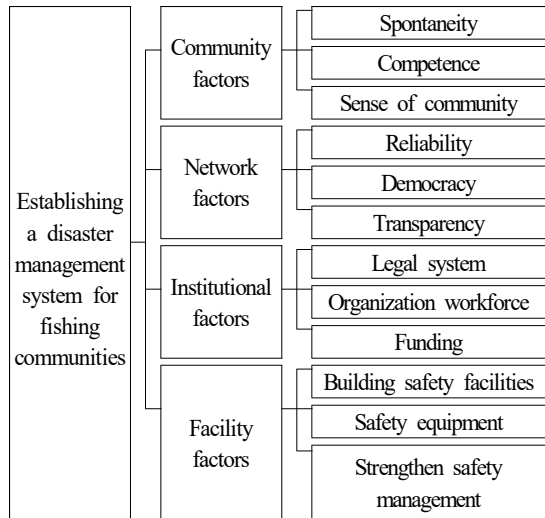 Establishing
a disaster
management
system for
fishing
communities
Community
factors
Spontaneity
Competence
Sense of community
Network
factors
Reliability
Democracy
Transparency
Institutional
factors
Legal system
Organization workforce
Funding
Facility
factors
Building safety facilities
Safety equipment
Strengthen safety
management